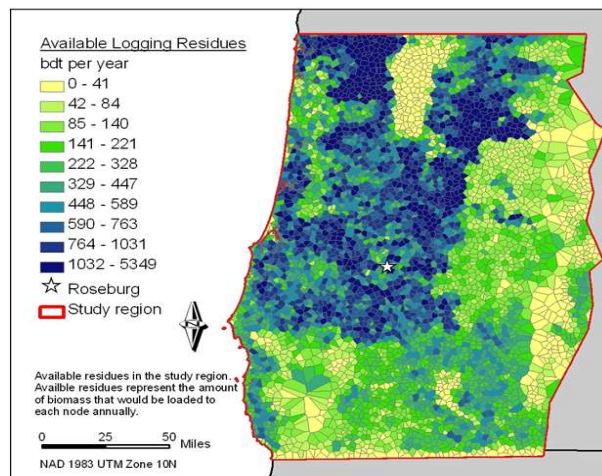 Available Logging Residues
bdt per year
0 - 41
42 - 84
85 - 140
141 - 221
222 - 328
329 - 447
448 - 589
590 - 763
764 - 1031
1032 - 5349
Roseburg
Study region
Available residues in the study region.
Availble residues represent the amount
of biomass that would be loaded to
each node annually.
0 25 50
Miles
NAD 1983 UTM Zone 10N